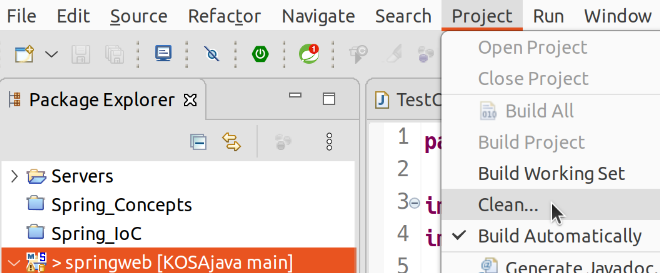 File Edit Source Refactor Navigate Search Project Run Window
Open Project
Close Project
Build All
Build Project
Build Working Set
Clean...
Build Automatically
Generate Javadoc
Package Explorer
Servers
Spring_Concepts
Spring_IoC
> springweb [KOSAjava main]
TestC
1 pa
2
3 im
4 im